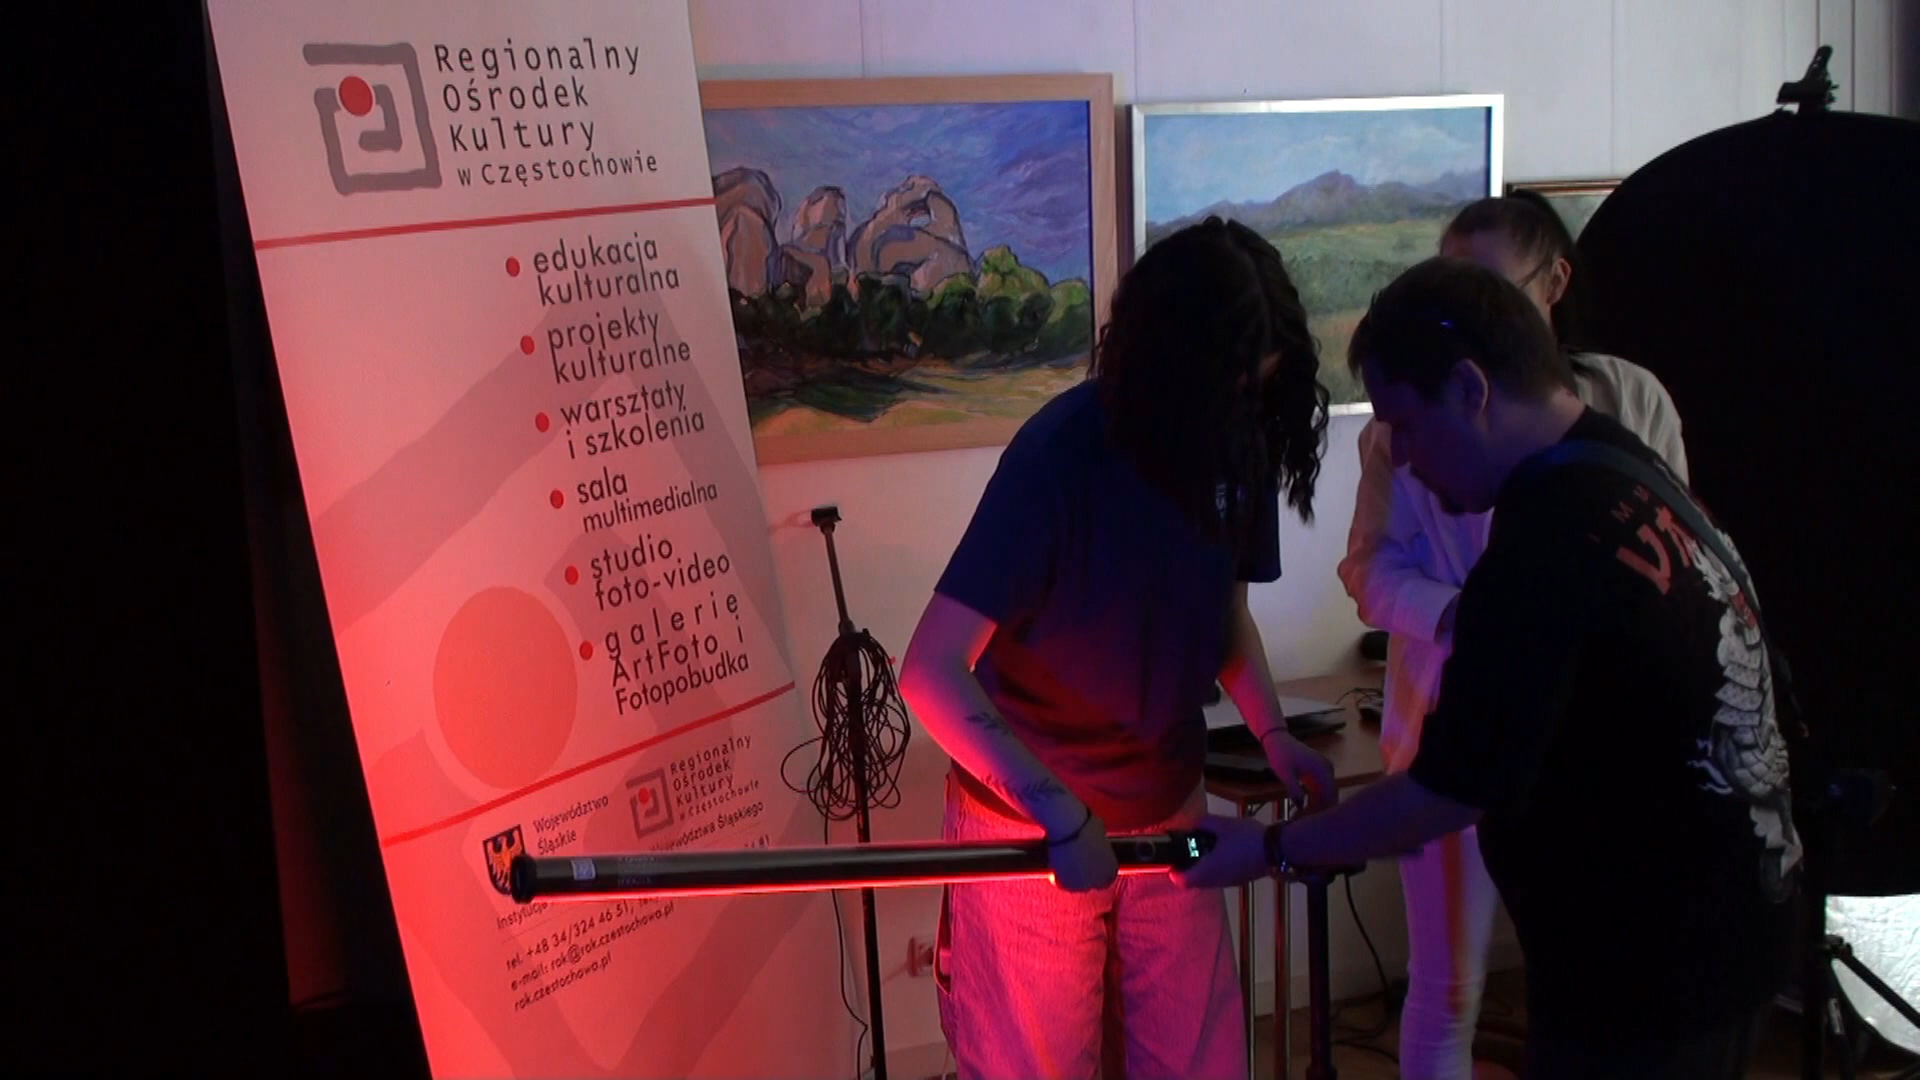 Regionalny
Ośrodek
Kultury
w Częstochowie
edukacja
kulturalna
projekty
kulturalne
warsztaty
i szkolenia
sala
multimedialna
studio
foto-video
galerie
ArtFoto i
Fotopobudka
Województwo
Śląskie
Regionalny
Ośrodek
Kultury
w Częstochowie
Województwa Śląskiego
tel. +48 34/324 46 51,
e-mail: rok@rok.czestochowa.pl
rok.czestochowa.pl